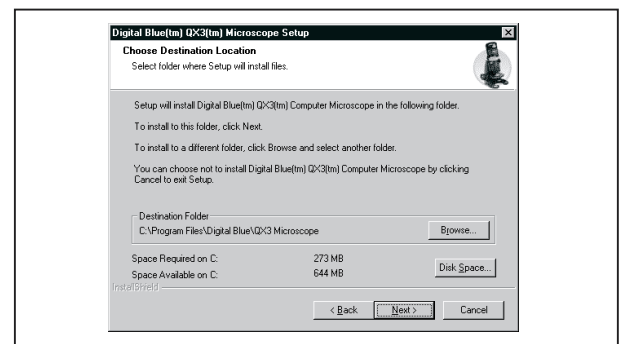 Digital Blue(tm) QX3(tm) Microscope Setup
Choose Destination Location
Select folder where Setup will install files.
Setup will install Digital Blue(tm) QX3(tm) Computer Microscope in the following folder.
To install to this folder, click Next.
To install to a different folder, click Browse and select another folder.
You can choose not to install Digital Blue(tm) QX3(tm) Computer Microscope by clicking
Cancel to exit Setup.
Destination Folder
C:\Program Files\Digital Blue\QX3 Microscope
Browse...
Space Required on C: 273 MB
Space Available on C: 644 MB
Disk Space...
InstallShield
< Back Next > Cancel